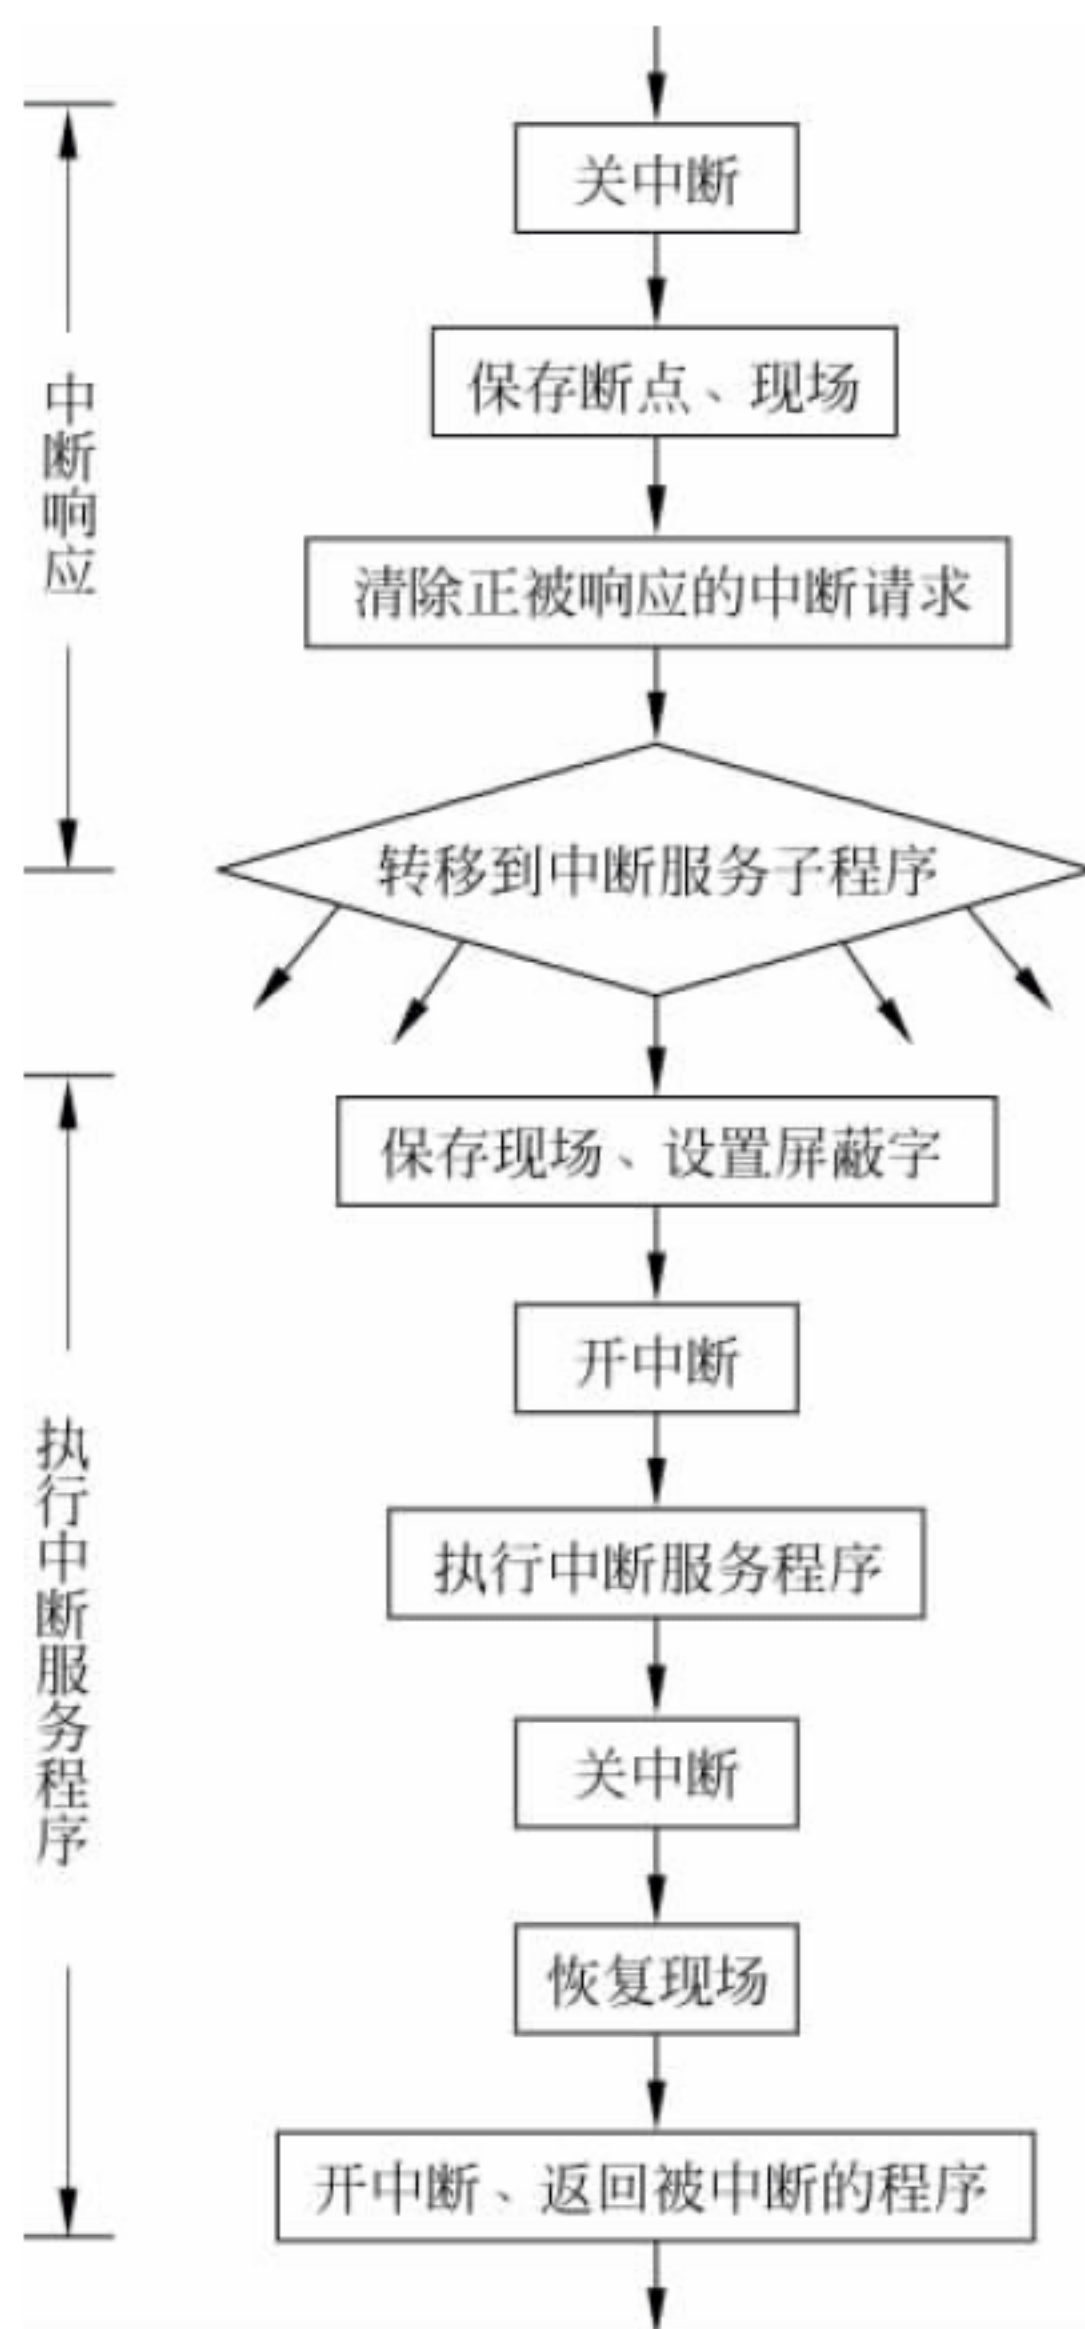 关中断
保存断点、现场
中断响应
清除正被响应的中断请求
转移到中断服务子程序
保存现场、设置屏蔽字
开中断
执行中断服务程序
执行中断服务程序
关中断
恢复现场
开中断、返回被中断的程序